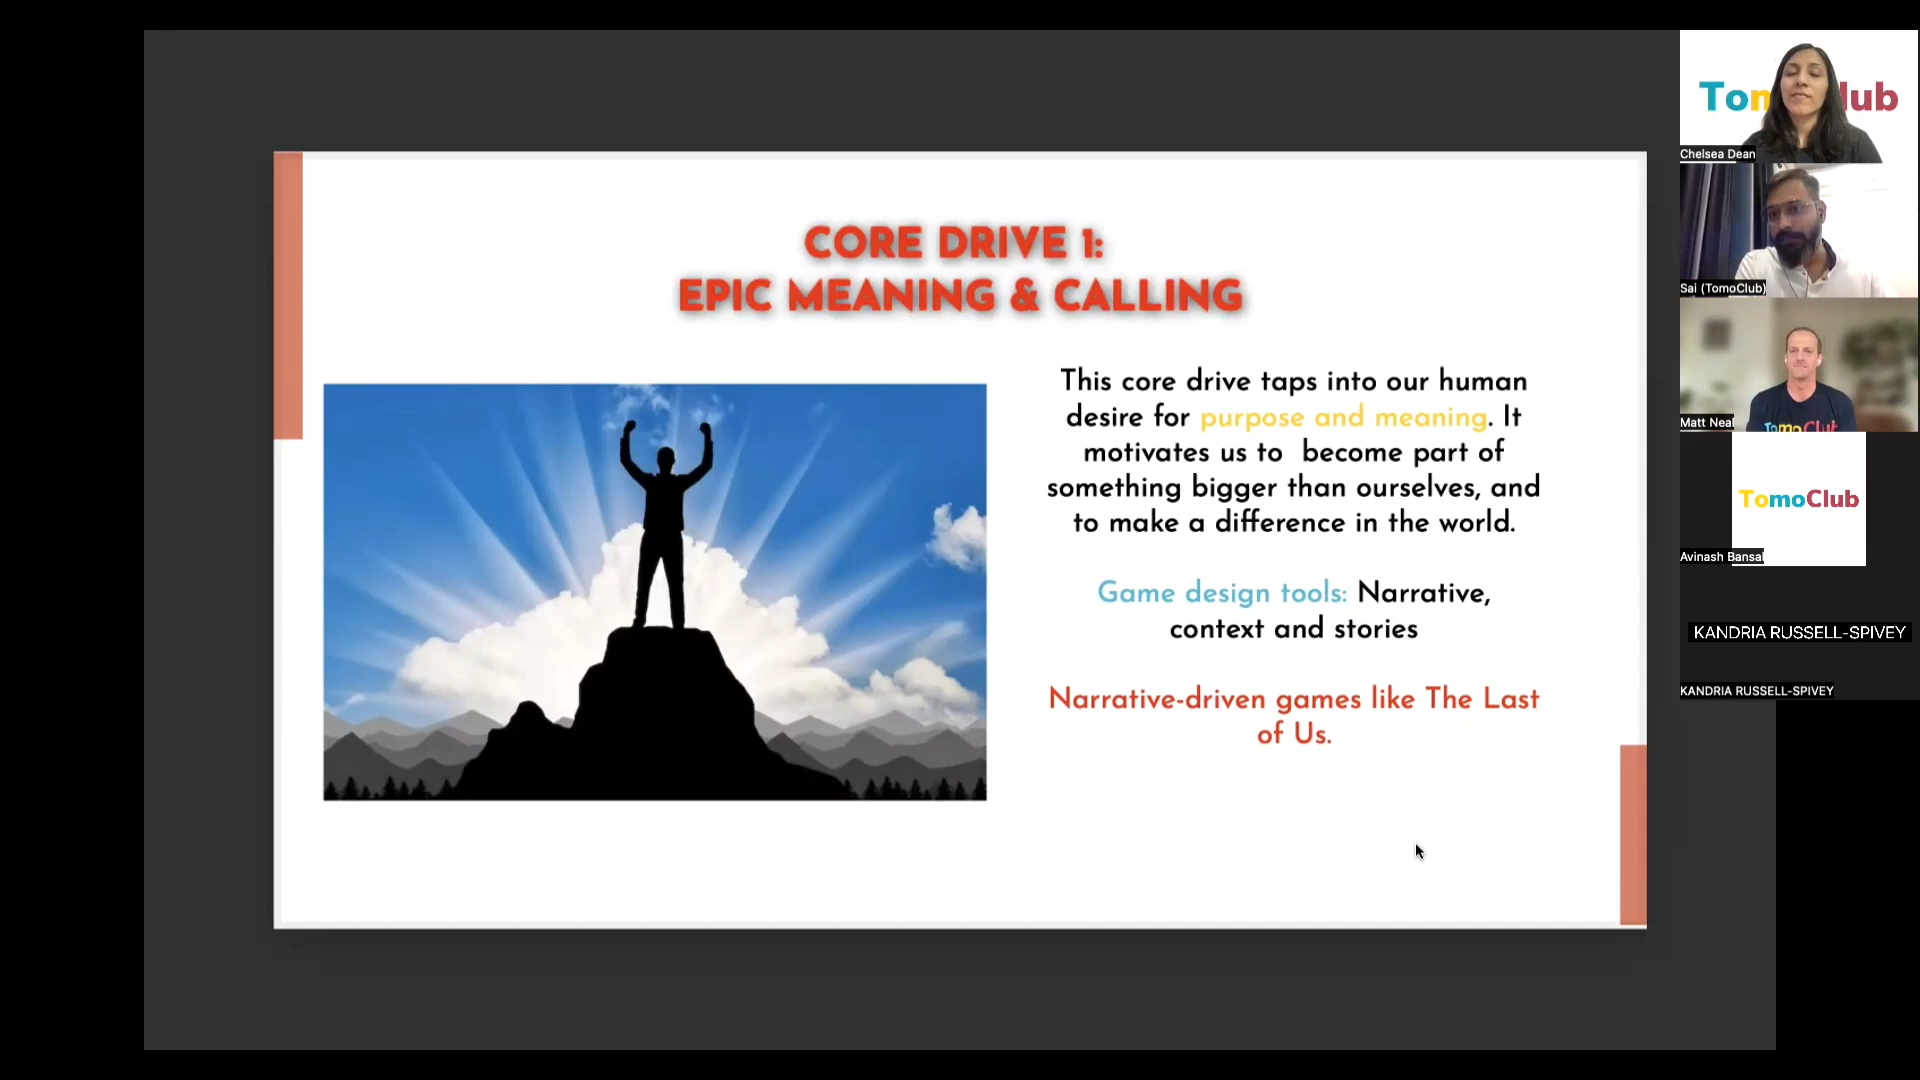 CORE DRIVE 1:
EPIC MEANING & CALLING
This core drive taps into our human
desire for purpose and meaning. It
motivates us to become part of
something bigger than ourselves, and
to make a difference in the world.
Game design tools: Narrative,
context and stories
Narrative-driven games like The Last
of Us.
Chelsea Dean
Sai (TomoClub)
Matt Neal
TomoClub
TomoClub
Avinash Bansal
KANDRIA RUSSELL-SPIVEY
KANDRIA RUSSELL-SPIVEY